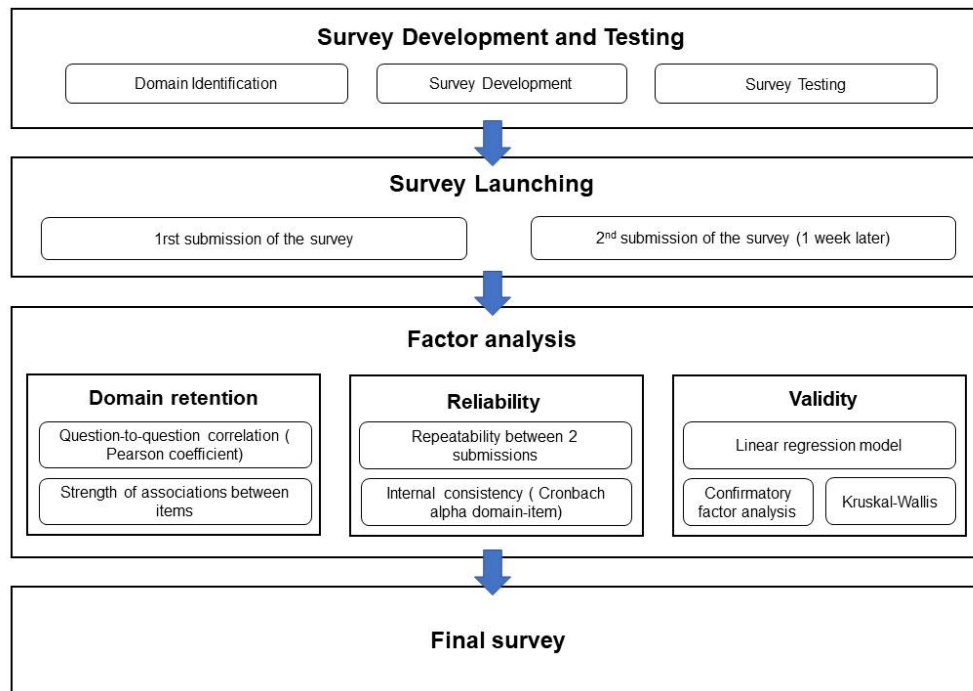 Survey Development and Testing
Domain Identification
Survey Development
Survey Testing
Survey Launching
1rst submission of the survey
2nd submission of the survey (1 week later)
Factor analysis
Domain retention
Question-to-question correlation (
Pearson coefficient)
Strength of associations between
items
Reliability
Repeatability between 2
submissions
Internal consistency ( Cronbach
alpha domain-item)
Validity
Linear regression model
Confirmatory
factor analysis
Kruskal-Wallis
Final survey